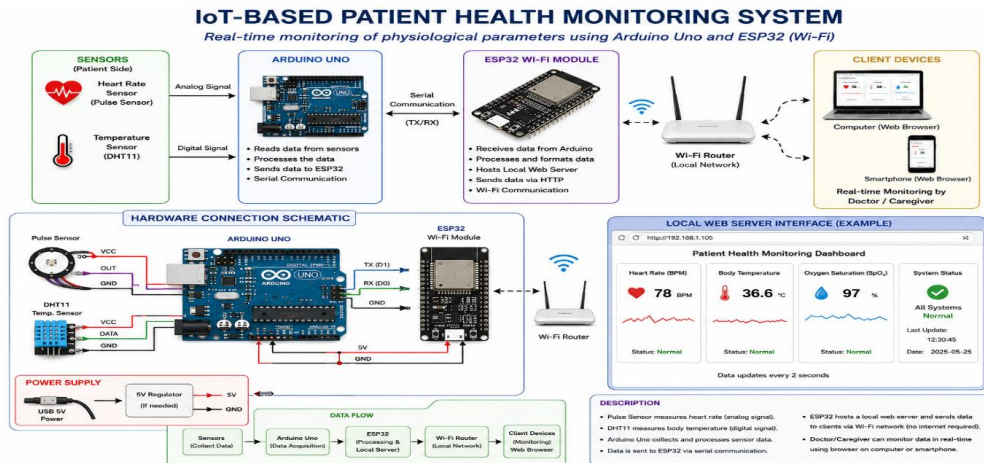 IoT-BASED PATIENT HEALTH MONITORING SYSTEM
Real-time monitoring of physiological parameters using Arduino Uno and ESP32 (Wi-Fi)
SENSORS
(Patient Side)
Heart Rate
Sensor
(Pulse Sensor)
Temperature
Sensor
(DHT11)
Analog Signal
Digital Signal
ARDUINO UNO
• Reads data from sensors
• Processes the data
• Sends data to ESP32
• Serial Communication
Serial
Communication
(TX/RX)
ESP32 WI-FI MODULE
• Receives data from Arduino
• Processes and formats data
• Hosts Local Web Server
• Sends data via HTTP
• Wi-Fi Communication
Wi-Fi Router
(Local Network)
CLIENT DEVICES
Computer (Web Browser)
Smartphone (Web Browser)
Real-time Monitoring by
Doctor / Caregiver
HARDWARE CONNECTION SCHEMATIC
Pulse Sensor
VCC
OUT
GND
DHT11
Temp. Sensor
VCC
DATA
GND
ARDUINO UNO
UNO
ARDUINO
TX (D1)
RX (D0)
GND
5V
GND
ESP32
Wi-Fi Module
Wi-Fi Router
POWER SUPPLY
USB 5V
Power
5V Regulator
(If needed)
5V
GND
DATA FLOW
Sensors
(Collect Data)
Arduino Uno
(Data Acquisition)
ESP32
(Processing &
Local Server)
Wi-Fi Router
(Local Network)
Client Devices
(Monitoring)
Web Browser
LOCAL WEB SERVER INTERFACE (EXAMPLE)
http://192.168.1.105
Patient Health Monitoring Dashboard
Heart Rate (BPM)
78 BPM
Status: Normal
Body Temperature
36.6 °C
Status: Normal
Oxygen Saturation (SpO₂)
97 %
Status: Normal
System Status
All Systems
Normal
Last Update:
12:30:45
Date: 2025-05-25
Data updates every 2 seconds
DESCRIPTION
• Pulse Sensor measures heart rate (analog signal).
• DHT11 measures body temperature (digital signal).
• Arduino Uno collects and processes sensor data.
• Data is sent to ESP32 via serial communication.
• ESP32 hosts a local web server and sends data
to clients via Wi-Fi network (no internet required).
• Doctor/Caregiver can monitor data in real-time
using browser on computer or smartphone.